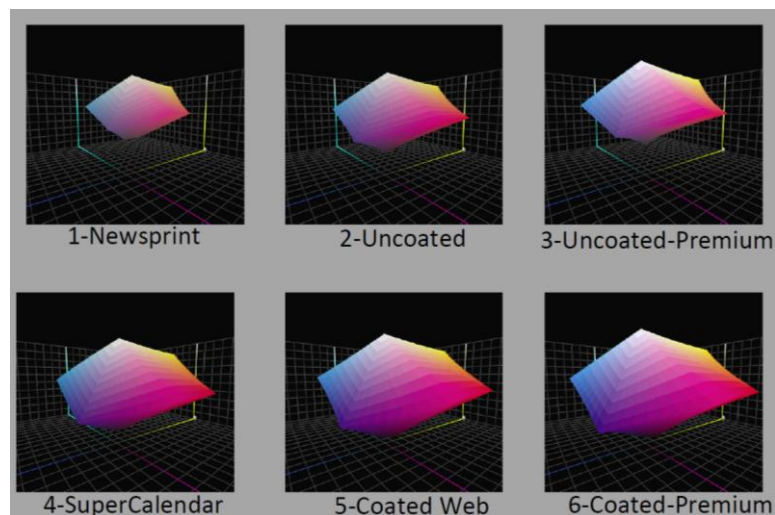 1-Newsprint
2-Uncoated
3-Uncoated-Premium
4-SuperCalendar
5-Coated Web
6-Coated-Premium